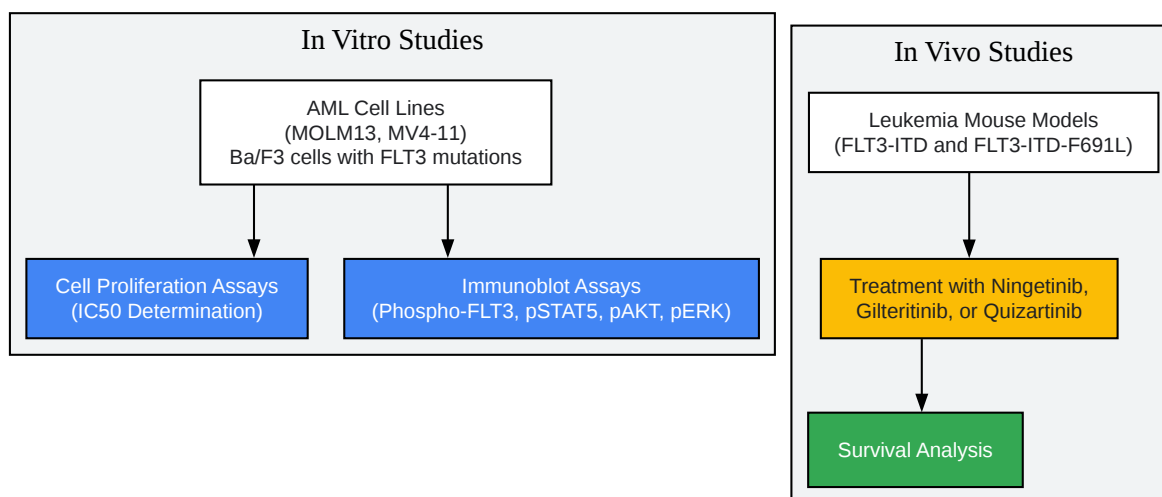 In Vitro Studies
AML Cell Lines
(MOLM13, MV4-11)
Ba/F3 cells with FLT3 mutations
Cell Proliferation Assays
(IC50 Determination)
Immunoblot Assays
(Phospho-FLT3, pSTAT5, pAKT, pERK)
In Vivo Studies
Leukemia Mouse Models
(FLT3-ITD and FLT3-ITD-F691L)
Treatment with Ningetinib,
Gilteritinib, or Quizartinib
Survival Analysis